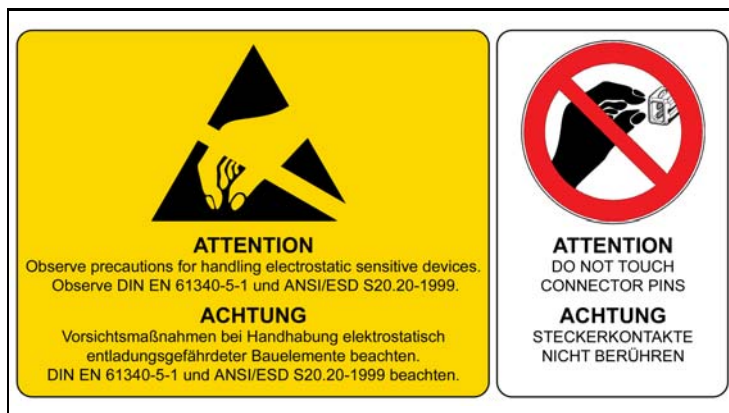 ATTENTION
Observe precautions for handling electrostatic sensitive devices.
Observe DIN EN 61340-5-1 und ANSI/ESD S20.20-1999.
ACHTUNG
Vorsichtsmaßnahmen bei Handhabung elektrostatisch
entladungsgefährdeter Bauelemente beachten.
DIN EN 61340-5-1 und ANSI/ESD S20.20-1999 beachten.
ATTENTION
DO NOT TOUCH
CONNECTOR PINS
ACHTUNG
STECKERKONTAKTE
NICHT BERÜHREN